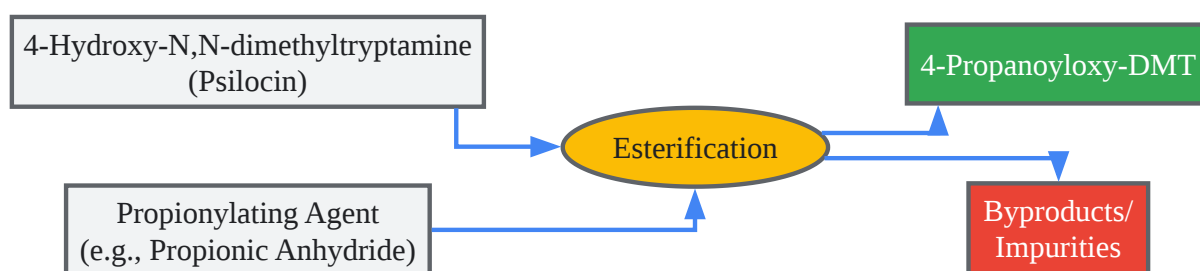 4-Hydroxy-N,N-dimethyltryptamine
(Psilocin)
4-Propanoyloxy-DMT
Esterification
Propionylating Agent
(e.g., Propionic Anhydride)
Byproducts/
Impurities